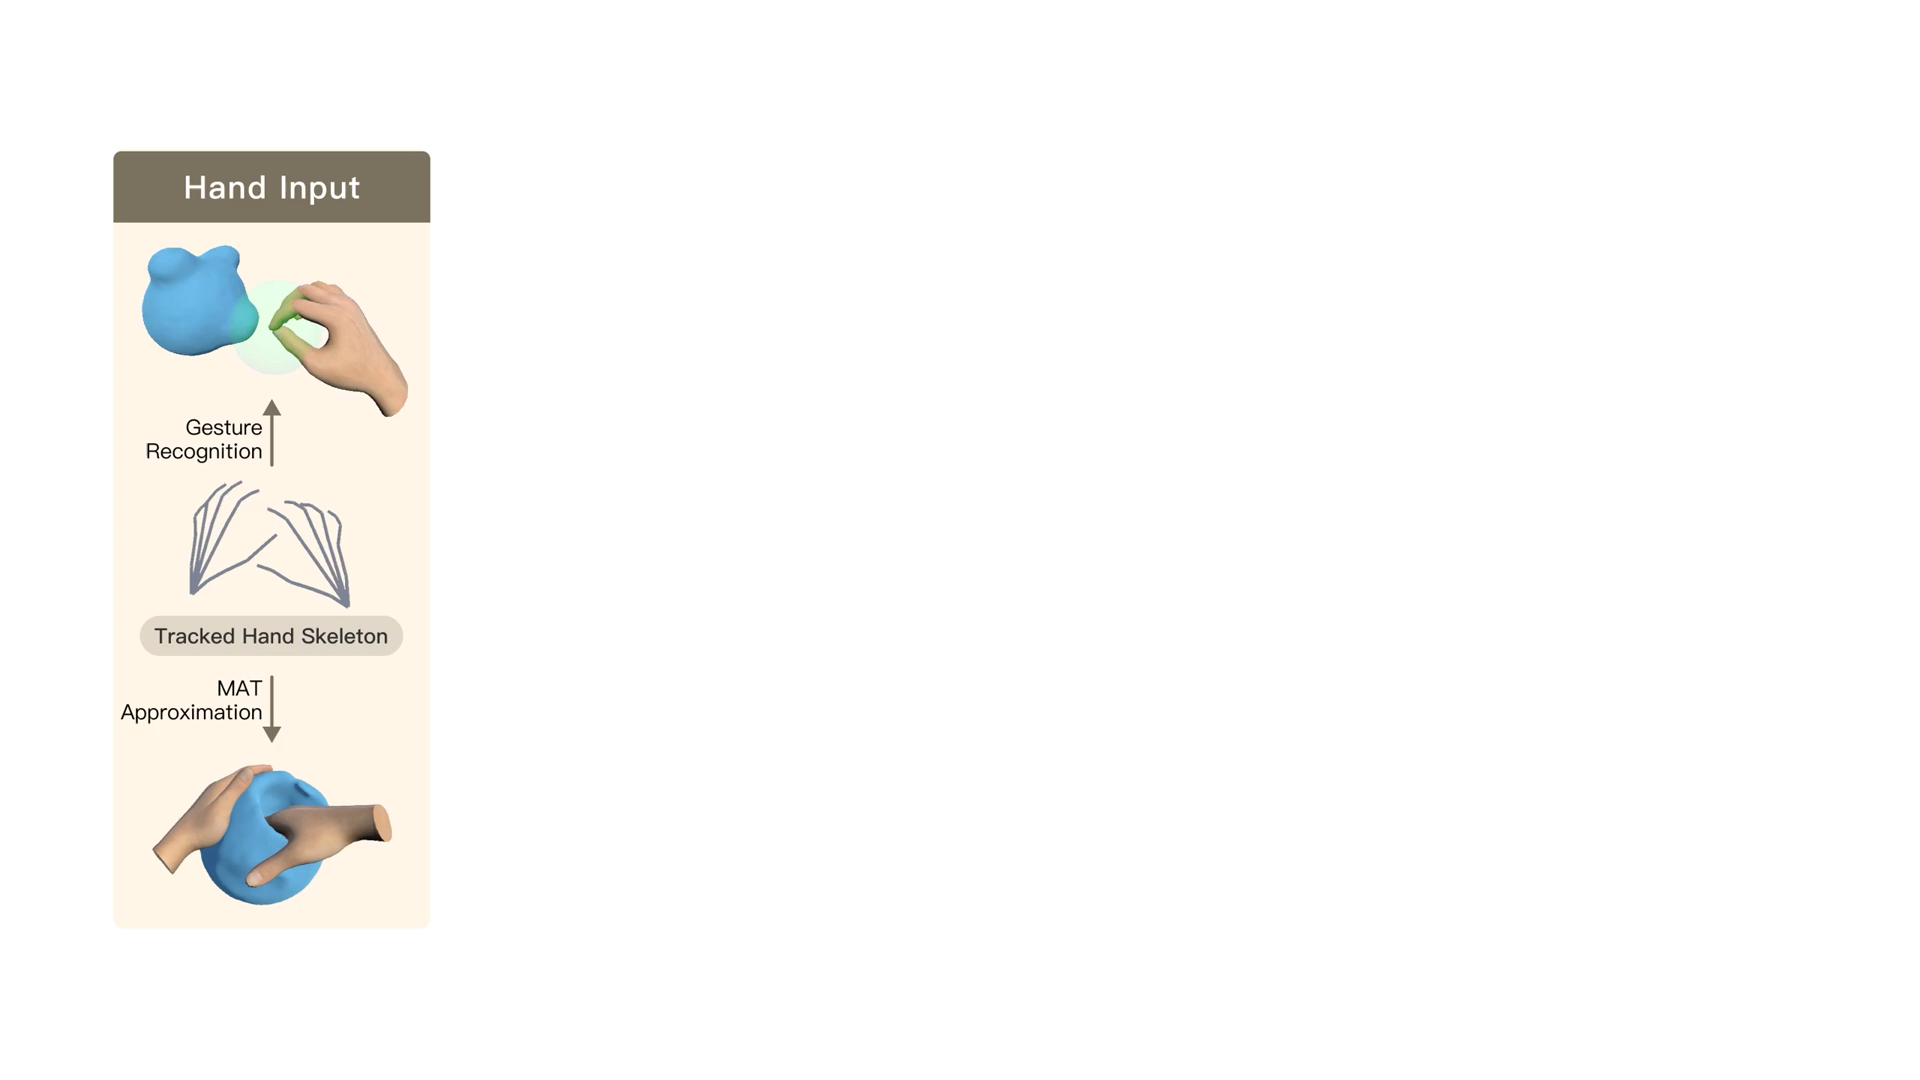 Hand Input
Gesture
Recognition
Tracked Hand Skeleton
MAT
Approximation